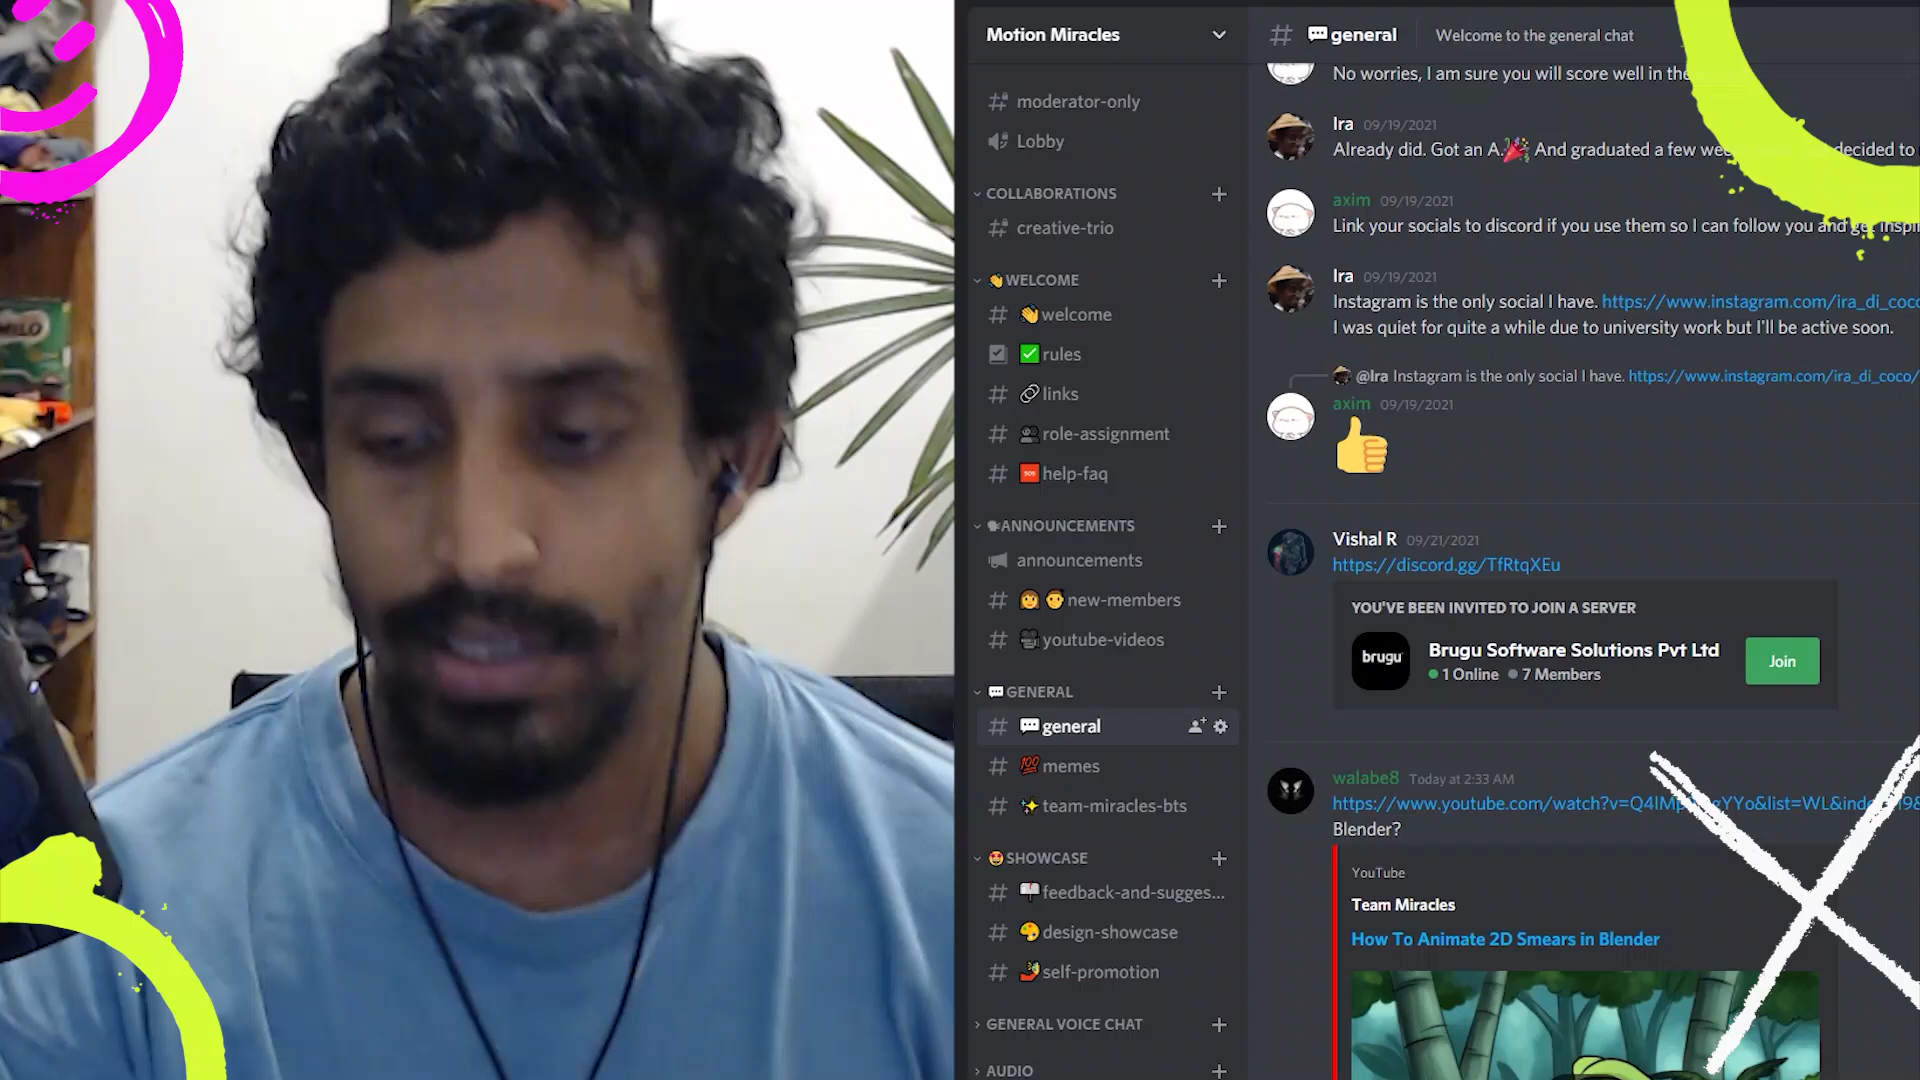 Motion Miracles
moderator-only
Lobby
COLLABORATIONS
creative-trio
WELCOME
welcome
rules
links
role-assignment
help-faq
ANNOUNCEMENTS
announcements
new-members
youtube-videos
GENERAL
general
memes
team-miracles-bts
SHOWCASE
feedback-and-sugges...
design-showcase
self-promotion
GENERAL VOICE CHAT
AUDIO
general Welcome to the general chat
No worries, I am sure you will score well in the
Ira 09/19/2021
Already did. Got an A. And graduated a few decided to
axim 09/19/2021
Link your socials to discord if you use them so I can follow you and get
Ira 09/19/2021
Instagram is the only social I have. https://www.instagram.com/ira_di_coco
I was quiet for quite a while due to university work but I'll be active soon.
@Ira Instagram is the only social I have. https://www.instagram.com/ira_di_coco/
axim 09/19/2021
Vishal R 09/21/2021
https://discord.gg/TfRtqXEu
YOU'VE BEEN INVITED TO JOIN A SERVER
brugu
Brugu Software Solutions Pvt Ltd
1 Online 7 Members
Join
walabe8 Today at 2:33 AM
Blender?
YouTube
Team Miracles
How To Animate 2D Smears in Blender